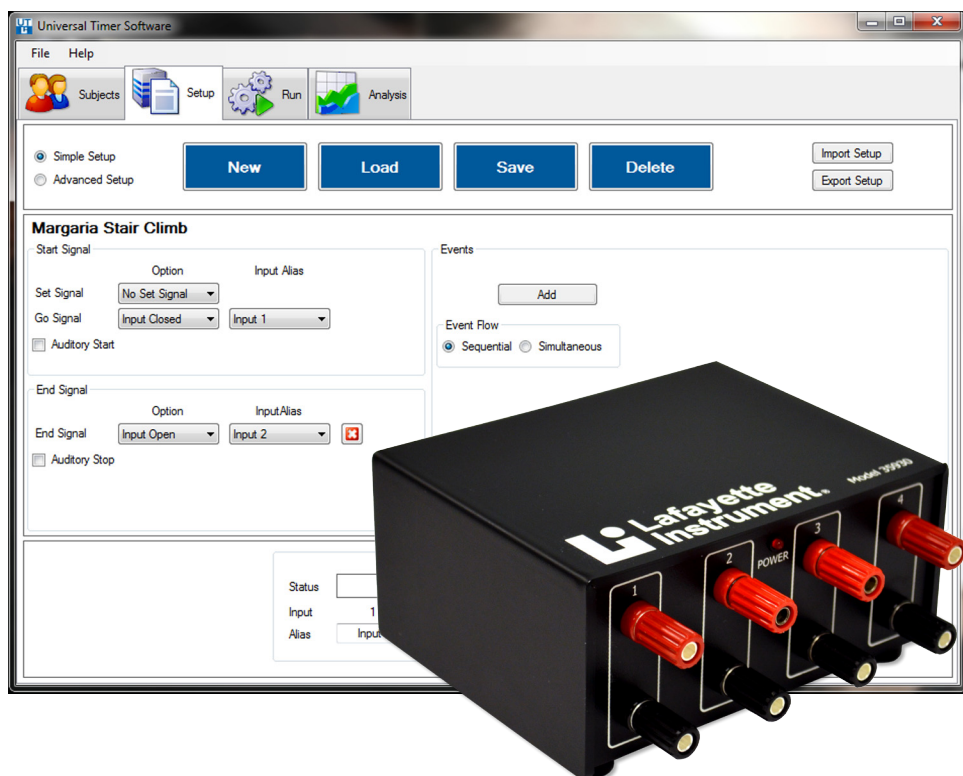 UT
G
Universal Timer Software
File Help
Subjects Setup Run Analysis
Simple Setup
Advanced Setup
New Load Save Delete
Import Setup
Export Setup
Margaria Stair Climb
Start Signal
Option Input Alias
Set Signal No Set Signal
Go Signal Input Closed Input 1
Auditory Start
End Signal
Option InputAlias
End Signal Input Open Input 2
Auditory Stop
Events
Add
Event Flow
Sequential Simultaneous
Status
Input 1
Alias Input
Lafayette
Instrument®
Model 35930
1 2 POWER 3 4